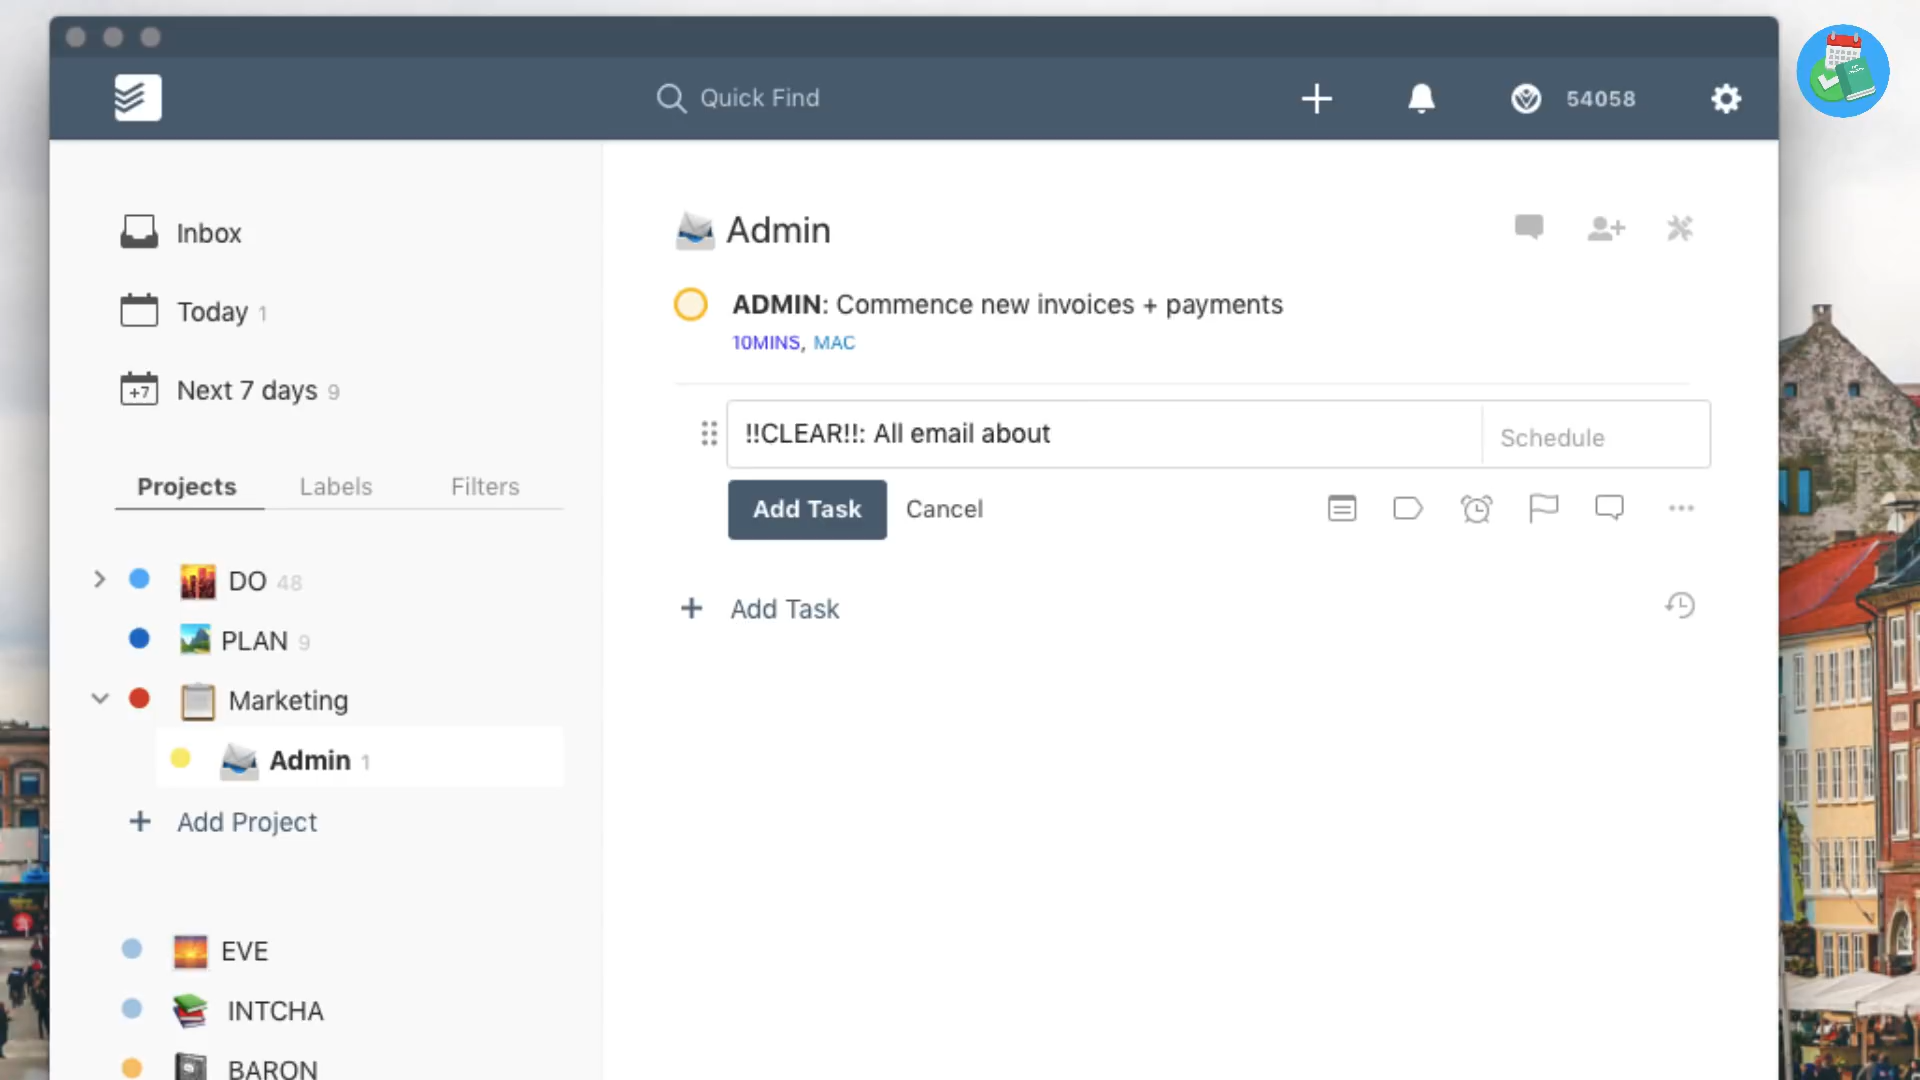 Quick Find
54058
Inbox
Today 1
Next 7 days 9
+7
Projects Labels Filters
DO 48
PLAN 9
Marketing
Admin 1
Add Project
EVE
INTCHA
BARON
Admin
ADMIN: Commence new invoices + payments
10MINS, MAC
!!CLEAR!!: All email about
Schedule
Add Task Cancel
+ Add Task